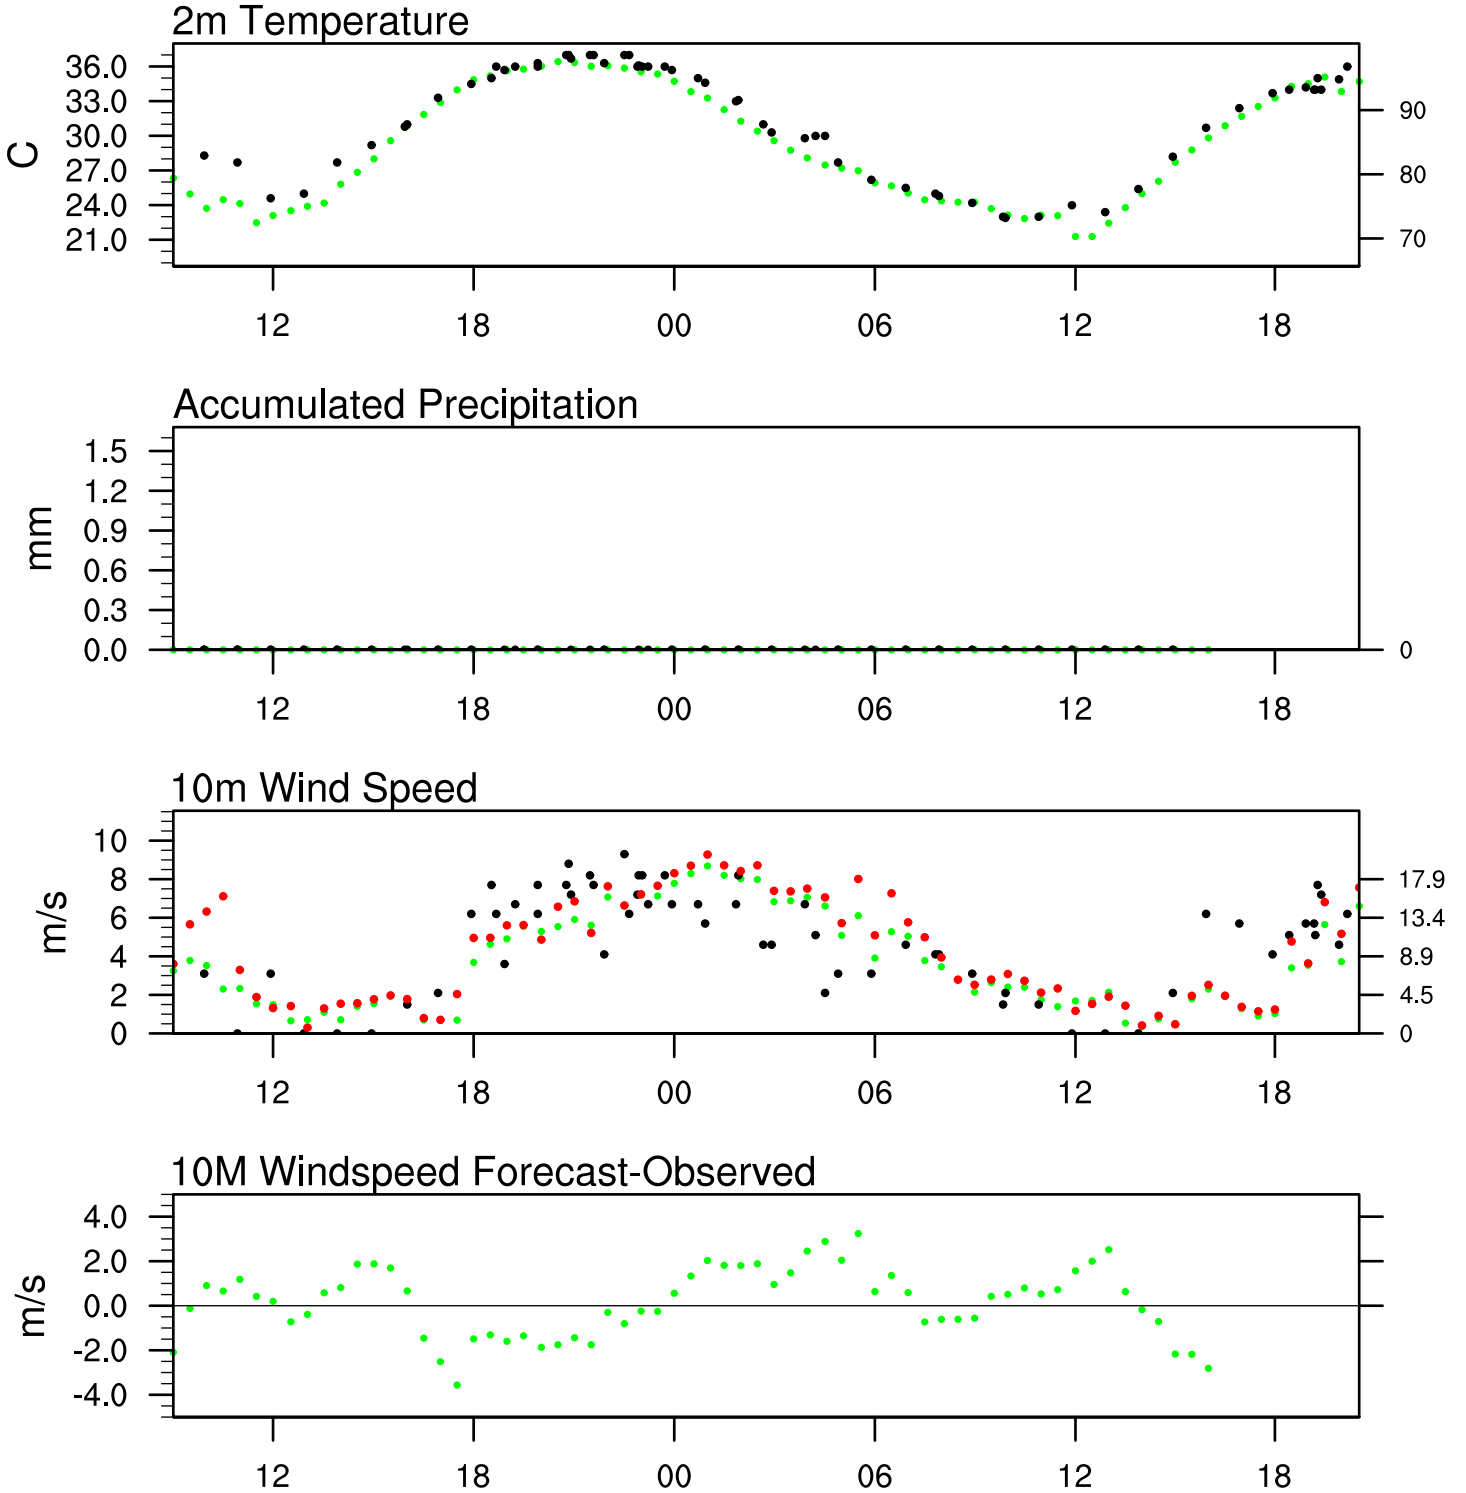 2m Temperature
36.0
33.0
30.0
27.0
24.0
21.0
C
90
80
70
12 18 00 06 12 18
Accumulated Precipitation
1.5
1.2
0.9
0.6
0.3
0.0
mm
0
12 18 00 06 12 18
10m Wind Speed
10
8
6
4
2
0
m/s
17.9
13.4
8.9
4.5
0
12 18 00 06 12 18
10M Windspeed Forecast-Observed
4.0
2.0
0.0
-2.0
-4.0
m/s
12 18 00 06 12 18